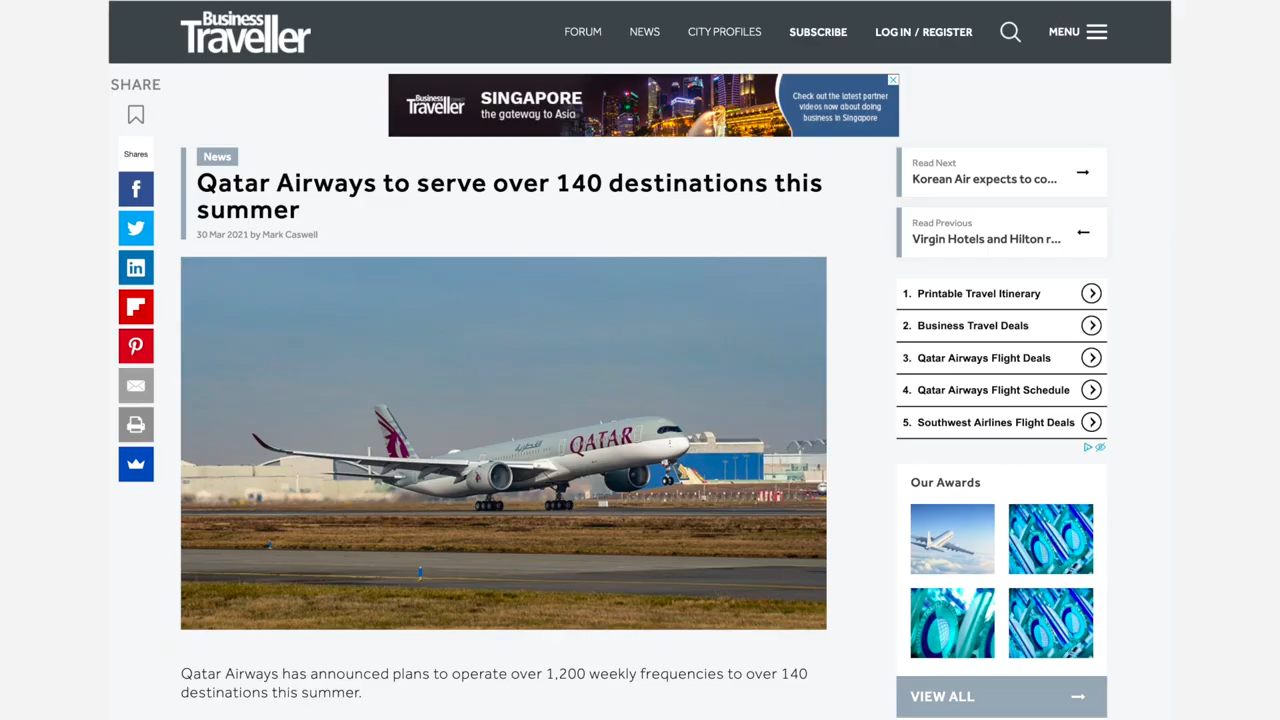 Business
Traveller
FORUM
NEWS
CITY PROFILES
SUBSCRIBE
LOG IN / REGISTER
MENU
SHARE
Shares
Business
Traveller
SINGAPORE
the gateway to Asia
Check out the latest partner
videos now about doing
business in Singapore
News
Qatar Airways to serve over 140 destinations this
summer
30 Mar 2021 by Mark Caswell
QATAR
Qatar Airways has announced plans to operate over 1,200 weekly frequencies to over 140
destinations this summer.
Read Next
Korean Air expects to co...
Read Previous
Virgin Hotels and Hilton r...
1. Printable Travel Itinerary
2. Business Travel Deals
3. Qatar Airways Flight Deals
4. Qatar Airways Flight Schedule
5. Southwest Airlines Flight Deals
Our Awards
VIEW ALL